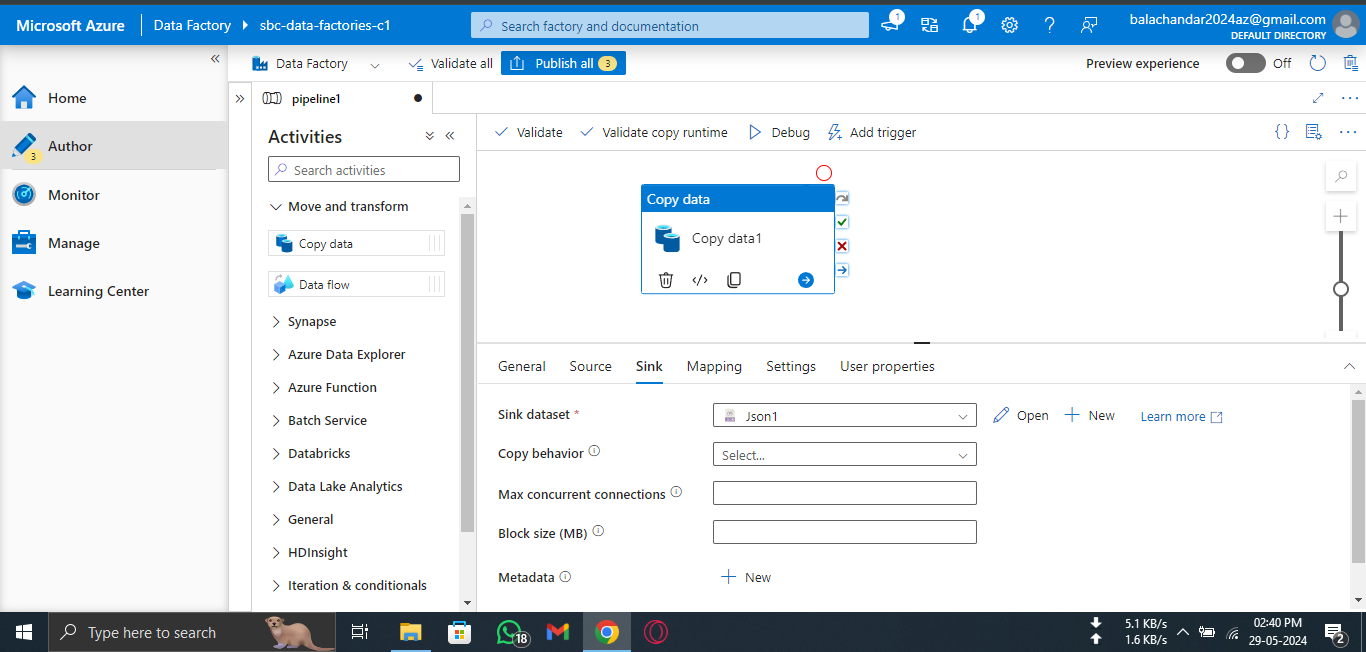 Microsoft Azure
Data Factory
sbc-data-factories-c1
Search factory and documentation
1
1
balachandar2024az@gmail.com
DEFAULT DIRECTORY
Data Factory
Validate all
Publish all
3
Preview experience
Off
Home
Author
3
Monitor
Manage
Learning Center
pipeline1
Activities
Search activities
Move and transform
Copy data
Data flow
Synapse
Azure Data Explorer
Azure Function
Batch Service
Databricks
Data Lake Analytics
General
HDInsight
Iteration & conditionals
Validate
Validate copy runtime
Debug
Add trigger
Copy data
Copy data1
General
Source
Sink
Mapping
Settings
User properties
Sink dataset *
Json1
Open
New
Learn more
Copy behavior
Select...
Max concurrent connections
Block size (MB)
Metadata
New
Type here to search
18
5.1 KB/s
1.6 KB/s
02:40 PM
29-05-2024
2